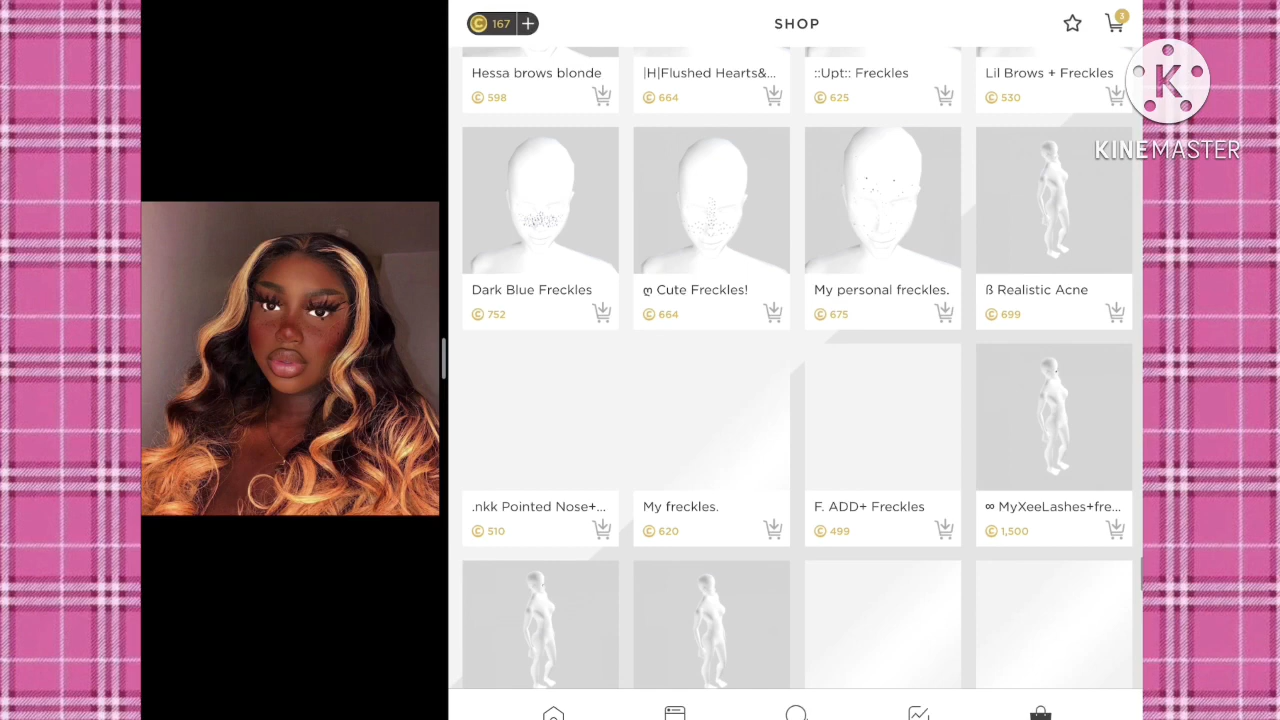 167 +
SHOP
3
Hessa brows blonde
598
|H|Flushed Hearts&...
664
::Upt:: Freckles
625
Lil Brows + Freckles
530
K
KINEMASTER
Dark Blue Freckles
752
ღ Cute Freckles!
664
My personal freckles.
675
ß Realistic Acne
699
.nkk Pointed Nose+...
510
My freckles.
620
F. ADD+ Freckles
499
∞ MyXeeLashes+fre...
1,500